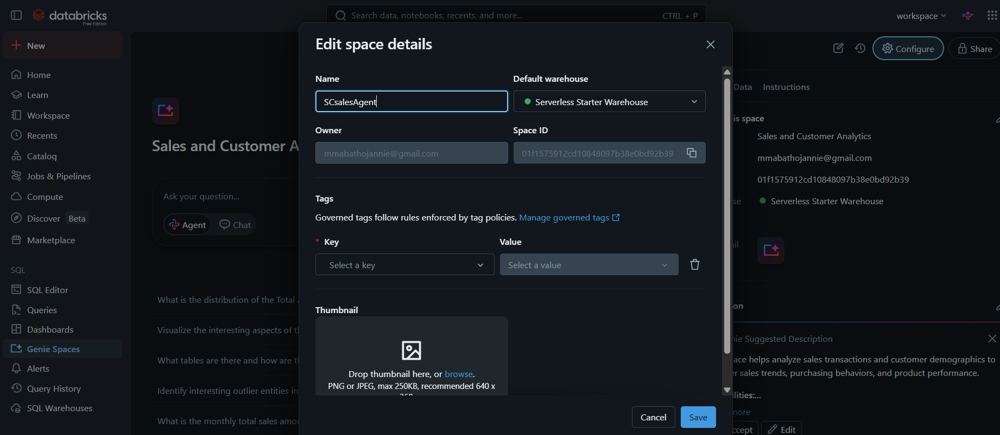 databricks
Free Edition
Search data, notebooks, recents, and more...
CTRL + P
workspace
New
Home
Learn
Workspace
Recents
Catalog
Jobs & Pipelines
Compute
Discover Beta
Marketplace
SQL
SQL Editor
Queries
Dashboards
Genie Spaces
Alerts
Query History
SQL Warehouses
Sales and Customer A
Ask your question...
Agent
Chat
What is the distribution of the Total
Visualize the interesting aspects of
What tables are there and how are
Identify interesting outlier entities in
What is the monthly total sales
Edit space details
Name
Default warehouse
SCsalesAgent
Serverless Starter Warehouse
Owner
Space ID
mmabathojannie@gmail.com
01f1575912cd10848097b38e0bd92b39
Tags
Governed tags follow rules enforced by tag policies. Manage governed tags
* Key
Value
Select a key
Select a value
Thumbnail
Drop thumbnail here, or browse.
PNG or JPEG, max 250KB, recommended 640 x
Cancel
Save
Configure
Share
Data
Instructions
is space
Sales and Customer Analytics
mmabathojannie@gmail.com
01f1575912cd10848097b38e0bd92b39
Serverless Starter Warehouse
on
Suggested Description
ace helps analyze sales transactions and customer demographics to
sales trends, purchasing behaviors, and product performance.
ilities:...
more
ccept
Edit